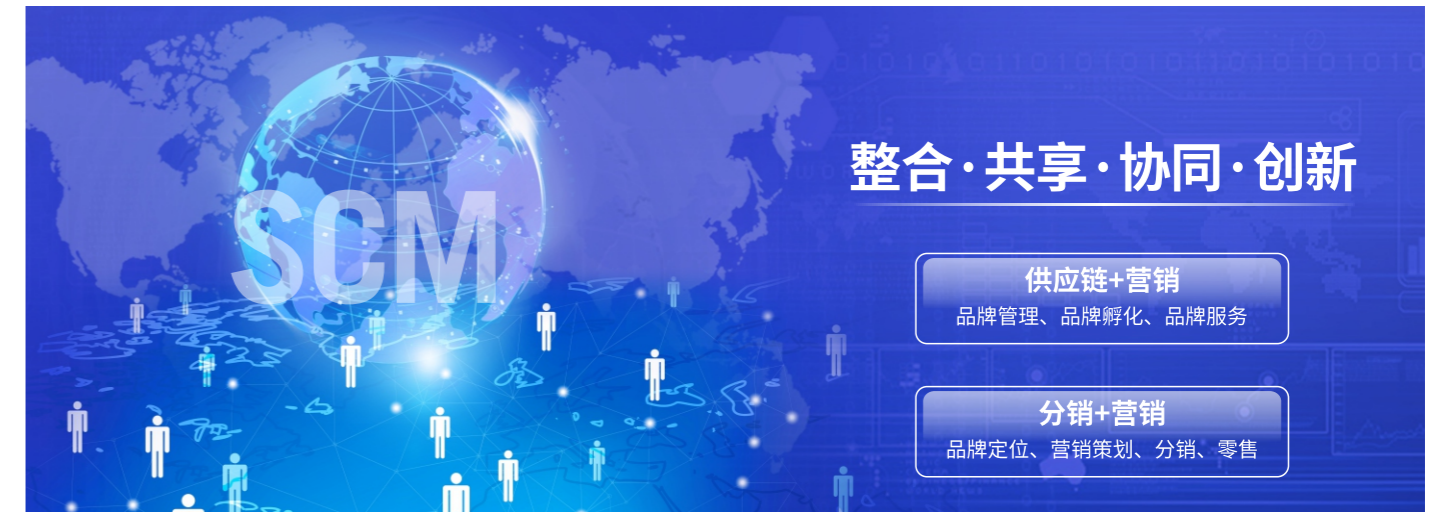 SCM
整合·共享·协同·创新
供应链+营销
品牌管理、品牌孵化、品牌服务
分销+营销
品牌定位、营销策划、分销、零售